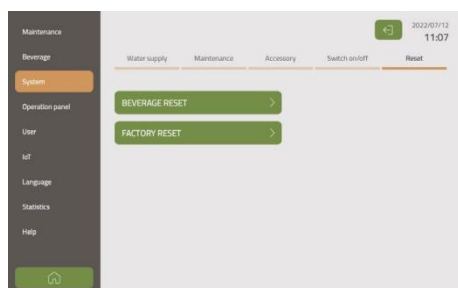 Maintenance
Beverage
System
Operation panel
User
IoT
Language
Statistics
Help
2022/07/12
11:07
Water supply
Maintenance
Accessory
Switch on/off
Reset
BEVERAGE RESET
FACTORY RESET